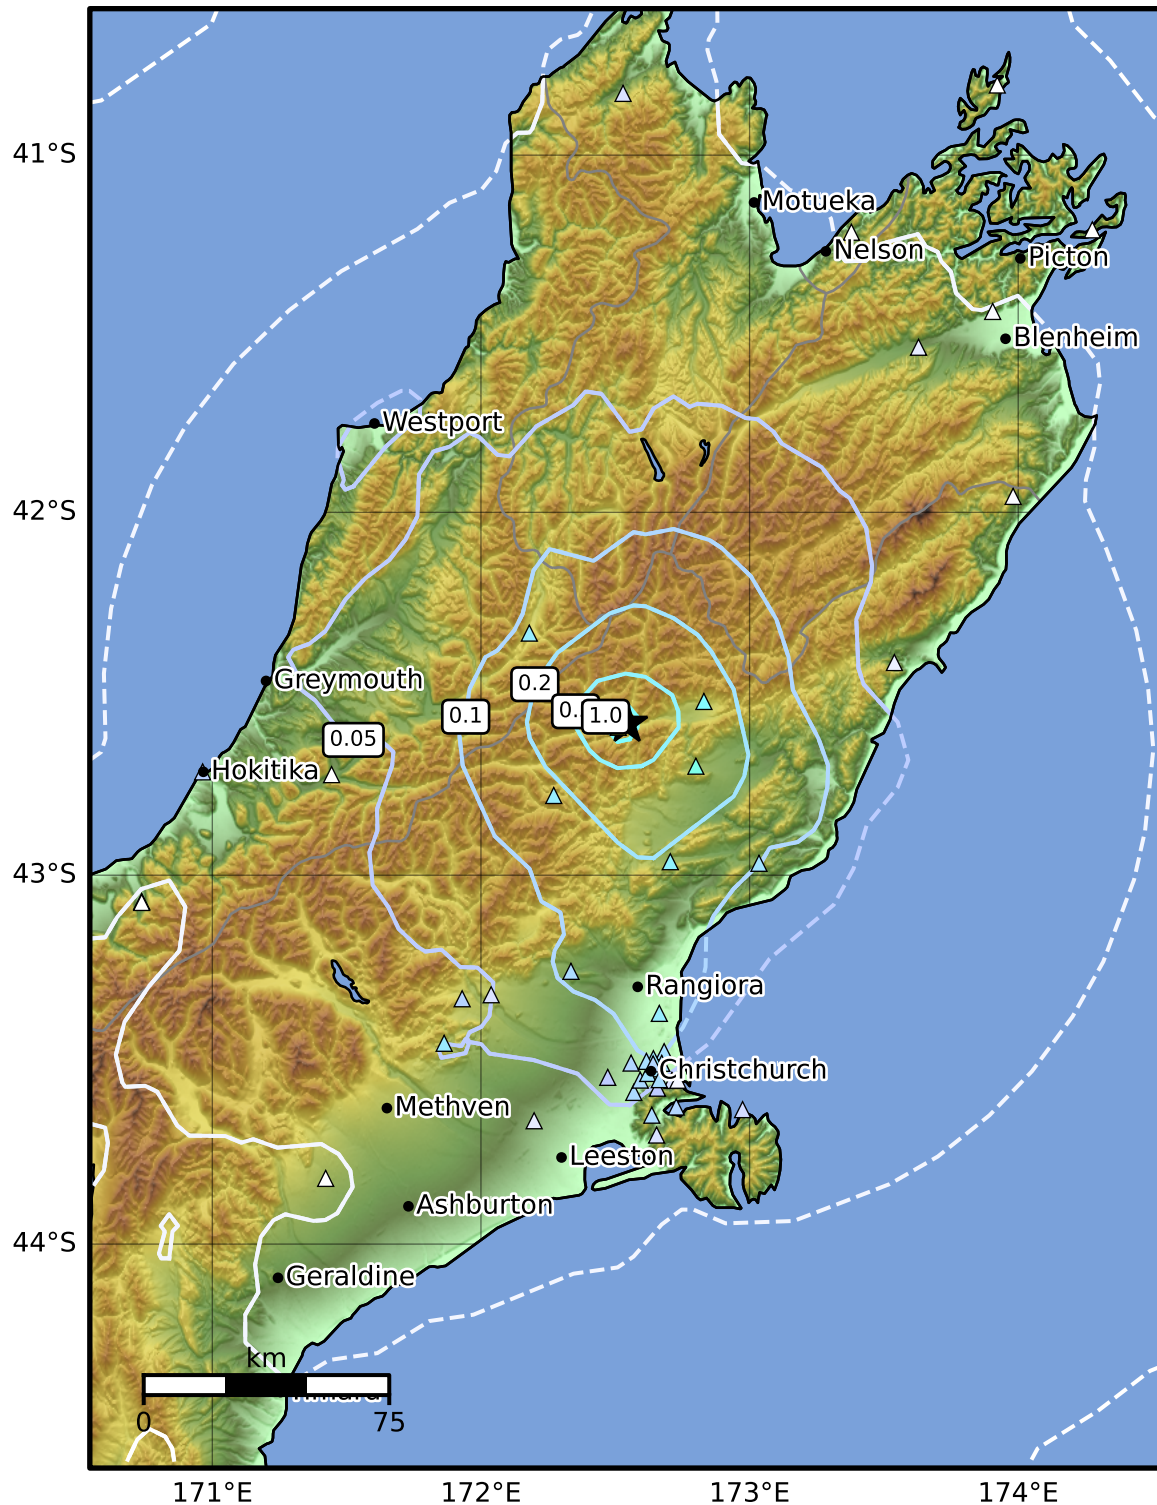 41°S
Motueka
Nelson
Picton
Blenheim
Westport
42°S
Greymouth
0.2
0.1
1.0
0.05
Hokitika
43°S
Rangiora
Christchurch
Methven
Leeston
Ashburton
44°S
Geraldine
km
0
75
171°E
172°E
173°E
174°E